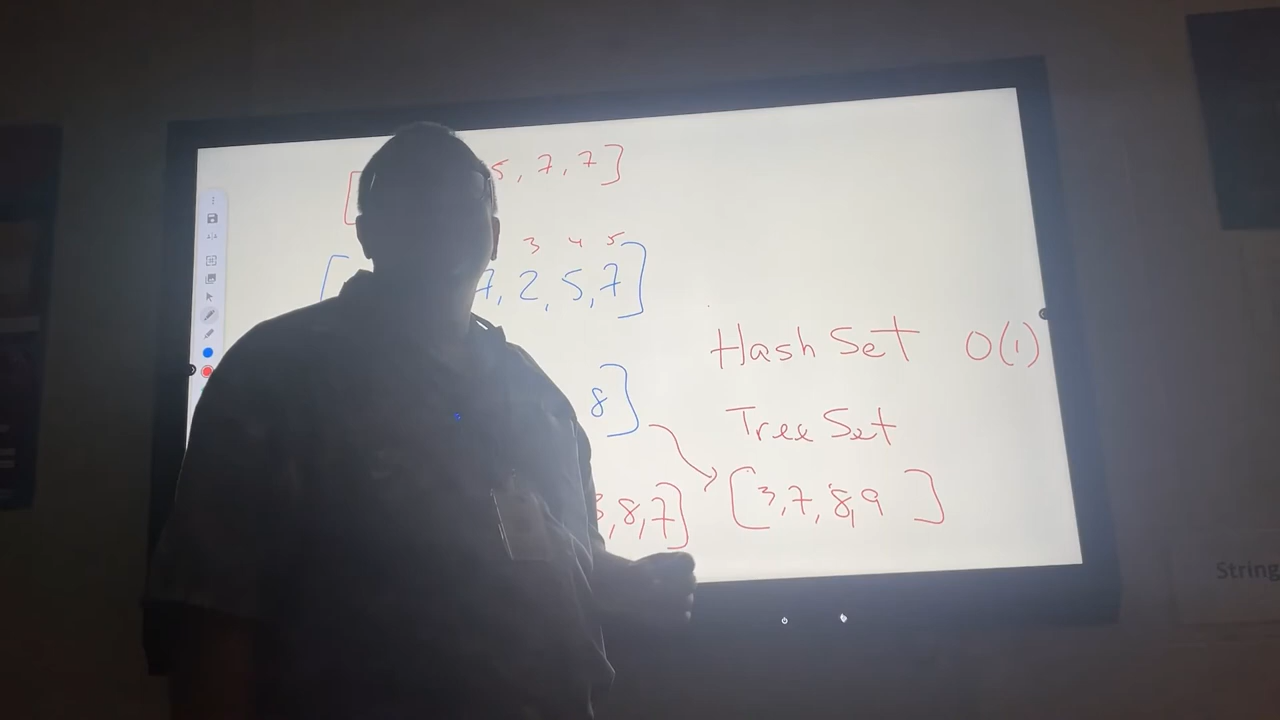 [ 5, 7, 7]
3 4 5
[ 7, 2, 5, 7]
Hash Set O(1)
8]
Tree Set
3, 8, 7] [3, 7, 8, 9 ]
String